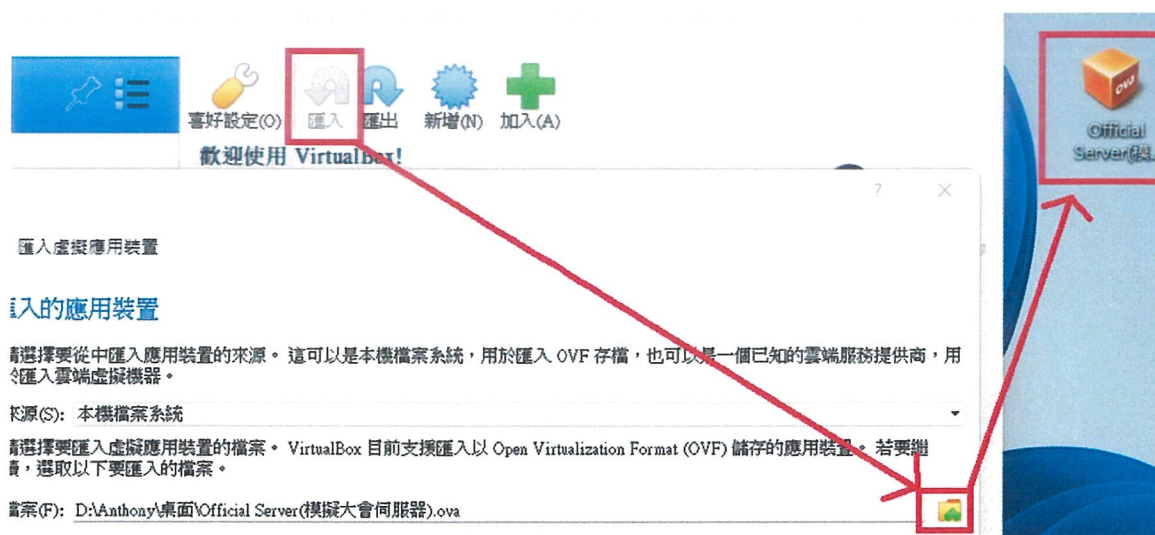 喜好設定(O) 匯入 匯出 新增(N) 加入(A)
歡迎使用 VirtualBox!
OVA
Official
Server(模...
?
匯入虛擬應用裝置
入的應用裝置
請選擇要從中匯入應用裝置的來源。 這可以是本機檔案系統,用於匯入 OVF 存檔,也可以是一個已知的雲端服務提供商,用
於匯入雲端虛擬機器。
來源(S): 本機檔案系統
請選擇要匯入虛擬應用裝置的檔案。 VirtualBox 目前支援匯入以 Open Virtualization Format (OVF) 儲存的應用裝置。 若要繼
續,選取以下要匯入的檔案。
檔案(F): D:\Anthony\桌面\Official Server(模擬大會伺服器).ova